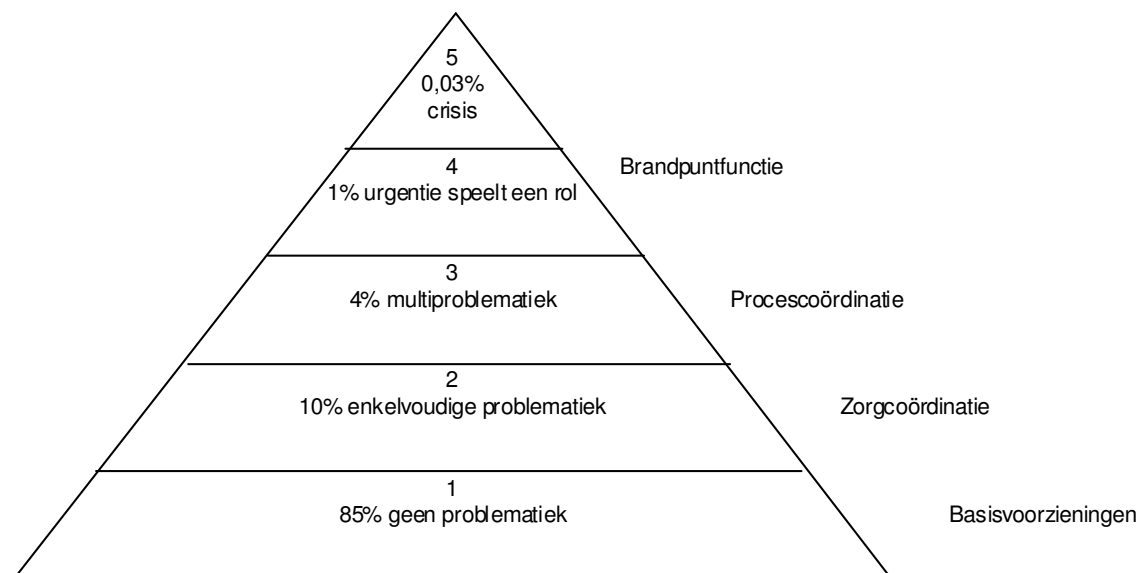 5
0,03%
crisis
Brandpuntfunctie
4
1% urgentie speelt een rol
3
4% multiproblematiek
Procescoördinatie
2
10% enkelvoudige problematiek
Zorgcoördinatie
1
85% geen problematiek
Basisvoorzieningen